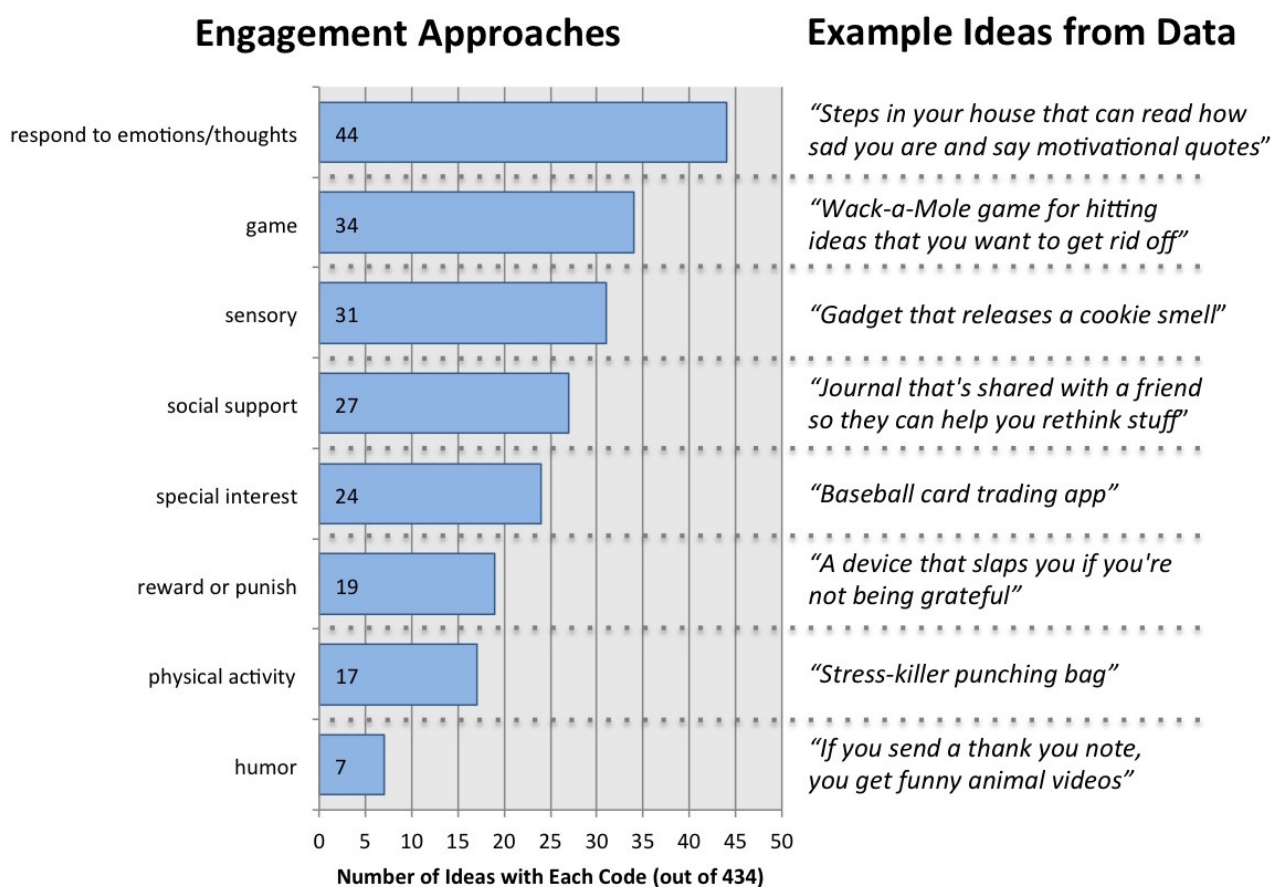 Engagement Approaches
Example Ideas from Data
respond to emotions/thoughts
44
“Steps in your house that can read how
sad you are and say motivational quotes”
game
34
“Wack-a-Mole game for hitting
ideas that you want to get rid off”
sensory
31
“Gadget that releases a cookie smell”
social support
27
“Journal that's shared with a friend
so they can help you rethink stuff”
special interest
24
“Baseball card trading app”
reward or punish
19
“A device that slaps you if you're
not being grateful”
physical activity
17
“Stress-killer punching bag”
humor
7
“If you send a thank you note,
you get funny animal videos”
0 5 10 15 20 25 30 35 40 45 50
Number of Ideas with Each Code (out of 434)